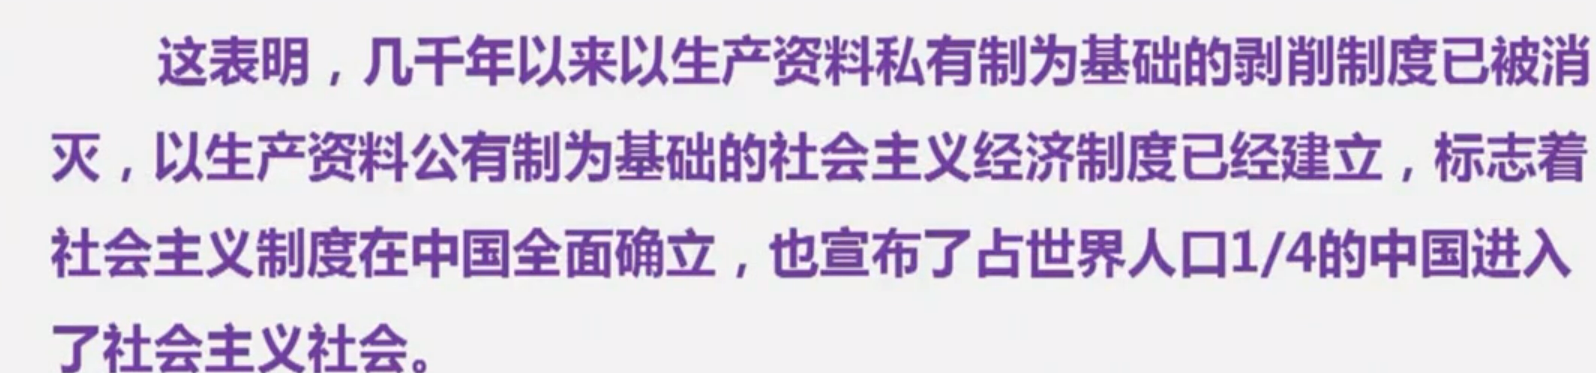 这表明，几千年以来以生产资料私有制为基础的剥削制度已被消
灭，以生产资料公有制为基础的社会主义经济制度已经建立，标志着
社会主义制度在中国全面确立，也宣布了占世界人口1/4的中国进入
了社会主义社会。